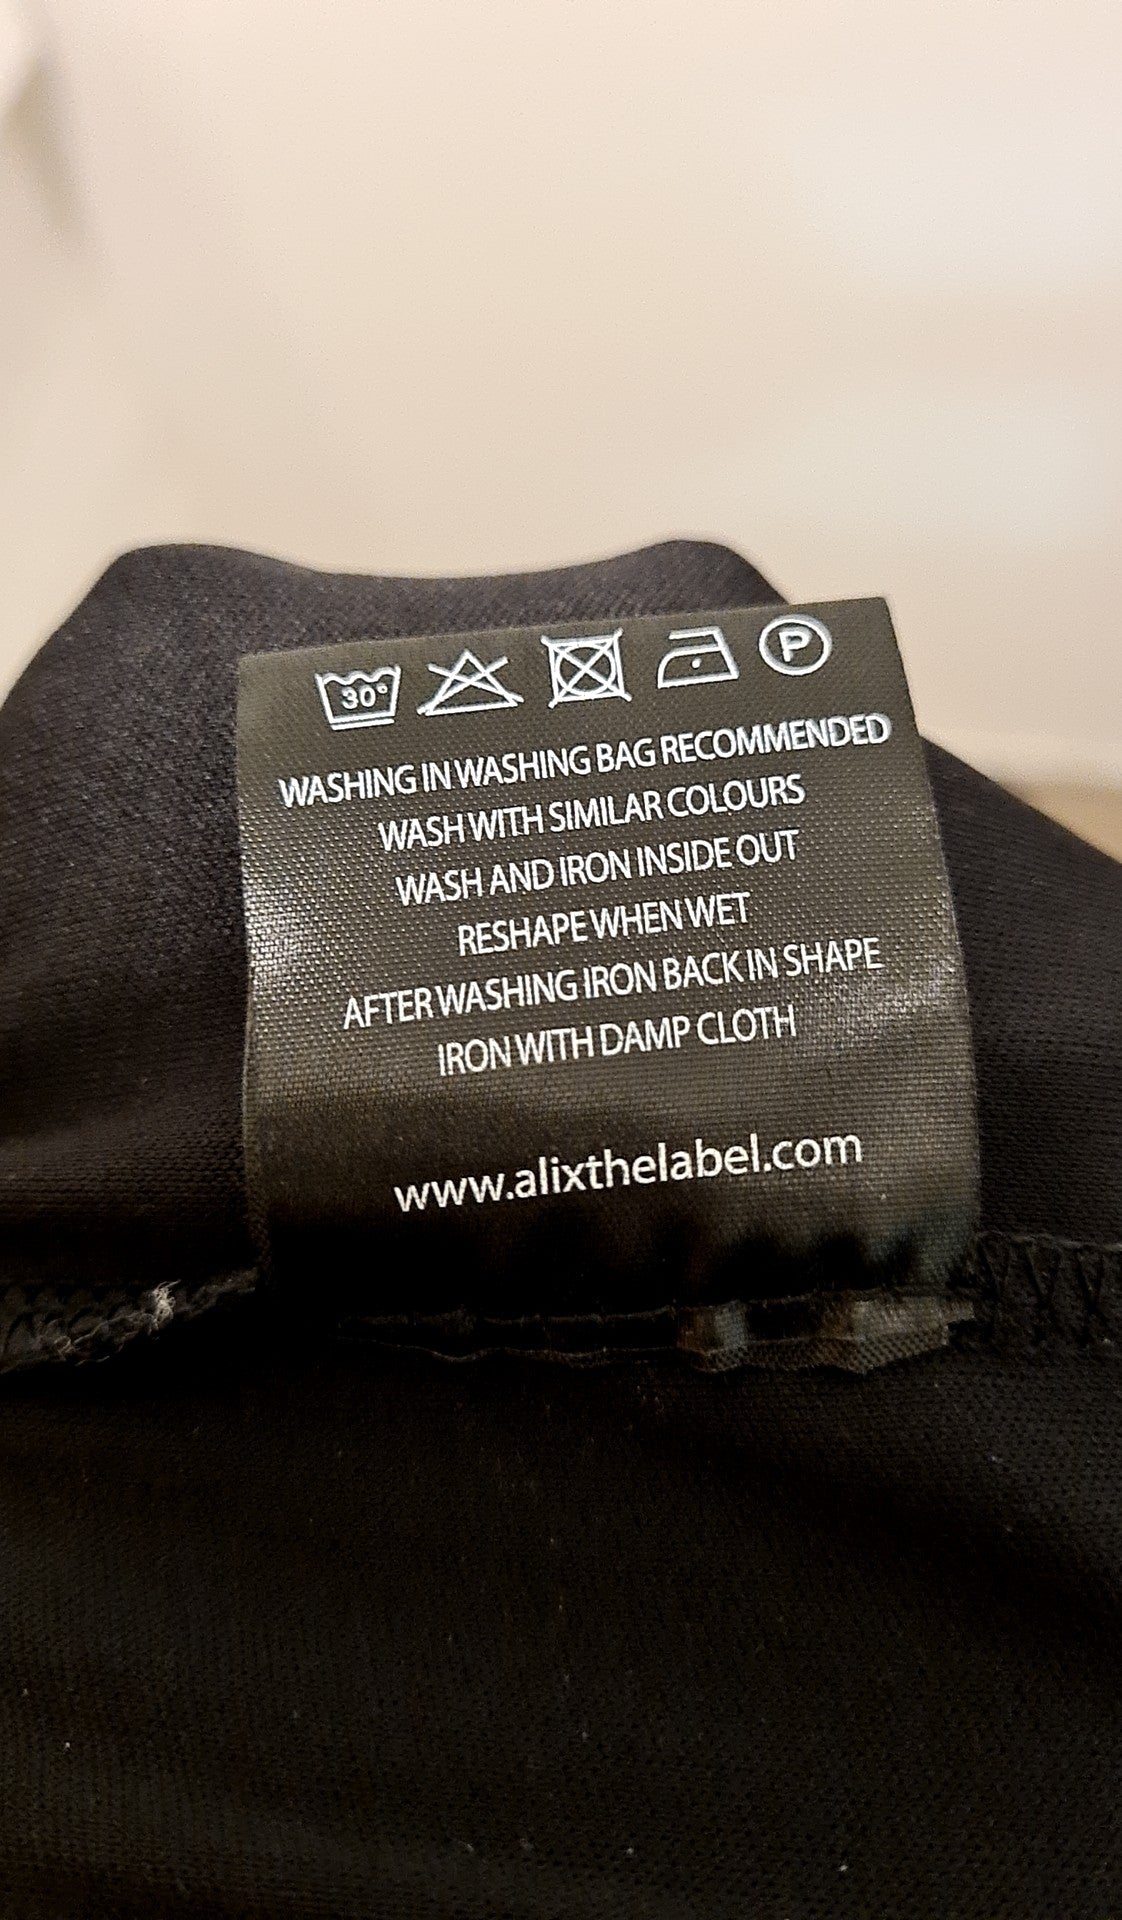 30°
P
WASHING IN WASHING BAG RECOMMENDED
WASH WITH SIMILAR COLOURS
WASH AND IRON INSIDE OUT
RESHAPE WHEN WET
AFTER WASHING IRON BACK IN SHAPE
IRON WITH DAMP CLOTH
www.alixthelabel.com